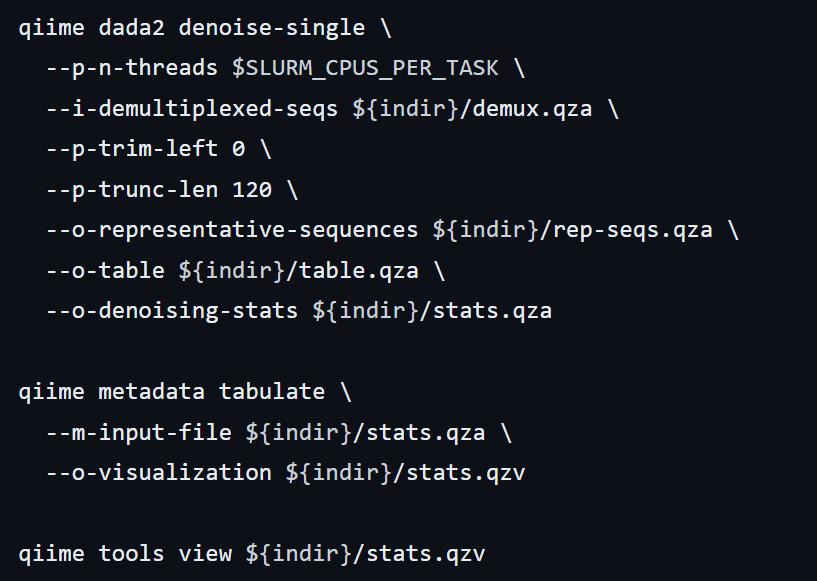 qiime dada2 denoise-single \
  --p-n-threads $SLURM_CPUS_PER_TASK \
  --i-demultiplexed-seqs ${indir}/demux.qza \
  --p-trim-left 0 \
  --p-trunc-len 120 \
  --o-representative-sequences ${indir}/rep-seqs.qza \
  --o-table ${indir}/table.qza \
  --o-denoising-stats ${indir}/stats.qza

qiime metadata tabulate \
  --m-input-file ${indir}/stats.qza \
  --o-visualization ${indir}/stats.qzv

qiime tools view ${indir}/stats.qzv